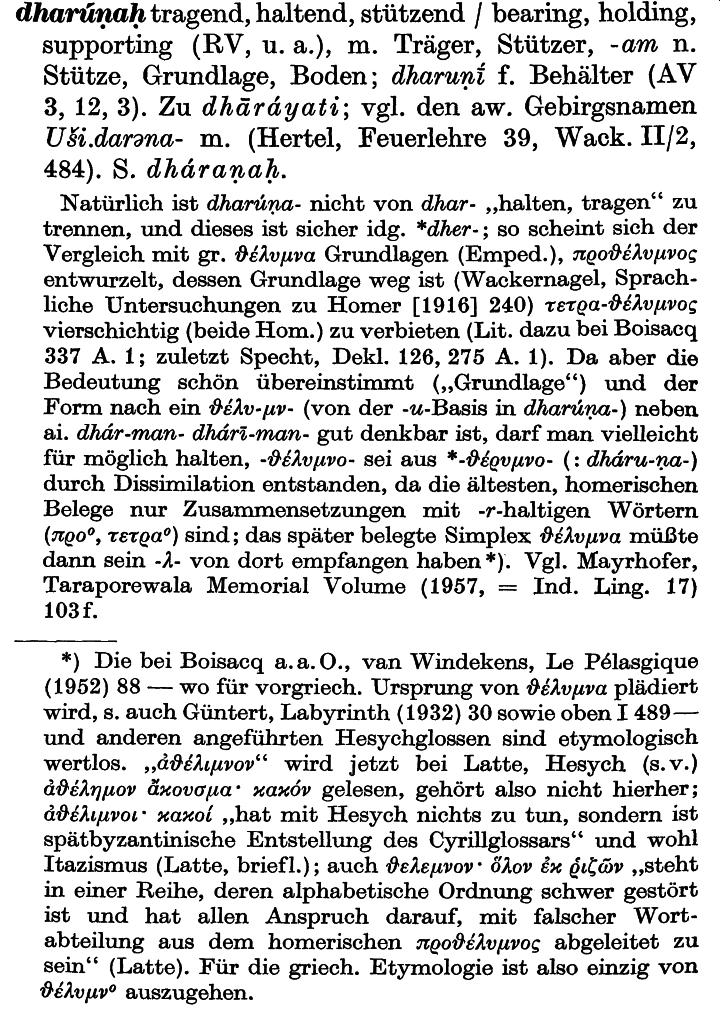 dharúṇaḥ tragend, haltend, stützend / bearing, holding,
supporting (RV, u. a.), m. Träger, Stützer, -am n.
Stütze, Grundlage, Boden; dharuṇī́ f. Behälter (AV
3, 12, 3). Zu dhāráyati; vgl. den aw. Gebirgsnamen
Uši.darəna- m. (Hertel, Feuerlehre 39, Wack. II/2,
484). S. dháraṇaḥ.
Natürlich ist dharúṇa- nicht von dhar- „halten, tragen“ zu
trennen, und dieses ist sicher idg. *dher-; so scheint sich der
Vergleich mit gr. ϑέλυμνα Grundlagen (Emped.), προϑέλυμνος
entwurzelt, dessen Grundlage weg ist (Wackernagel, Sprach-
liche Untersuchungen zu Homer [1916] 240) τετρα-ϑέλυμνος
vierschichtig (beide Hom.) zu verbieten (Lit. dazu bei Boisacq
337 A. 1; zuletzt Specht, Dekl. 126, 275 A. 1). Da aber die
Bedeutung schön übereinstimmt („Grundlage“) und der
Form nach ein ϑέλυ-μν- (von der -u-Basis in dharúṇa-) neben
ai. dhár-man- dhárī-man- gut denkbar ist, darf man vielleicht
für möglich halten, -ϑέλυμνο- sei aus *-ϑέρυμνο- (: dháru-ṇa-)
durch Dissimilation entstanden, da die ältesten, homerischen
Belege nur Zusammensetzungen mit -r-haltigen Wörtern
(προ⁰, τετρα⁰) sind; das später belegte Simplex ϑέλυμνα müßte
dann sein -λ- von dort empfangen haben*). Vgl. Mayrhofer,
Taraporewala Memorial Volume (1957, = Ind. Ling. 17)
103f.
*) Die bei Boisacq a.a.O., van Windekens, Le Pélasgique
(1952) 88 — wo für vorgriech. Ursprung von ϑέλυμνα plädiert
wird, s. auch Güntert, Labyrinth (1932) 30 sowie oben I 489—
und anderen angeführten Hesychglossen sind etymologisch
wertlos. „ἀϑέλιμνον“ wird jetzt bei Latte, Hesych (s.v.)
ἀϑέλημον ἄκουσμα· κακόν gelesen, gehört also nicht hierher;
ἀϑέλιμνοι· κακοί „hat mit Hesych nichts zu tun, sondern ist
spätbyzantinische Entstellung des Cyrillglossars“ und wohl
Itazismus (Latte, briefl.); auch ϑελεμνον· ὅλον ἐκ ῥιζῶν „steht
in einer Reihe, deren alphabetische Ordnung schwer gestört
ist und hat allen Anspruch darauf, mit falscher Wort-
abteilung aus dem homerischen προϑέλυμνος abgeleitet zu
sein“ (Latte). Für die griech. Etymologie ist also einzig von
ϑέλυμν⁰ auszugehen.